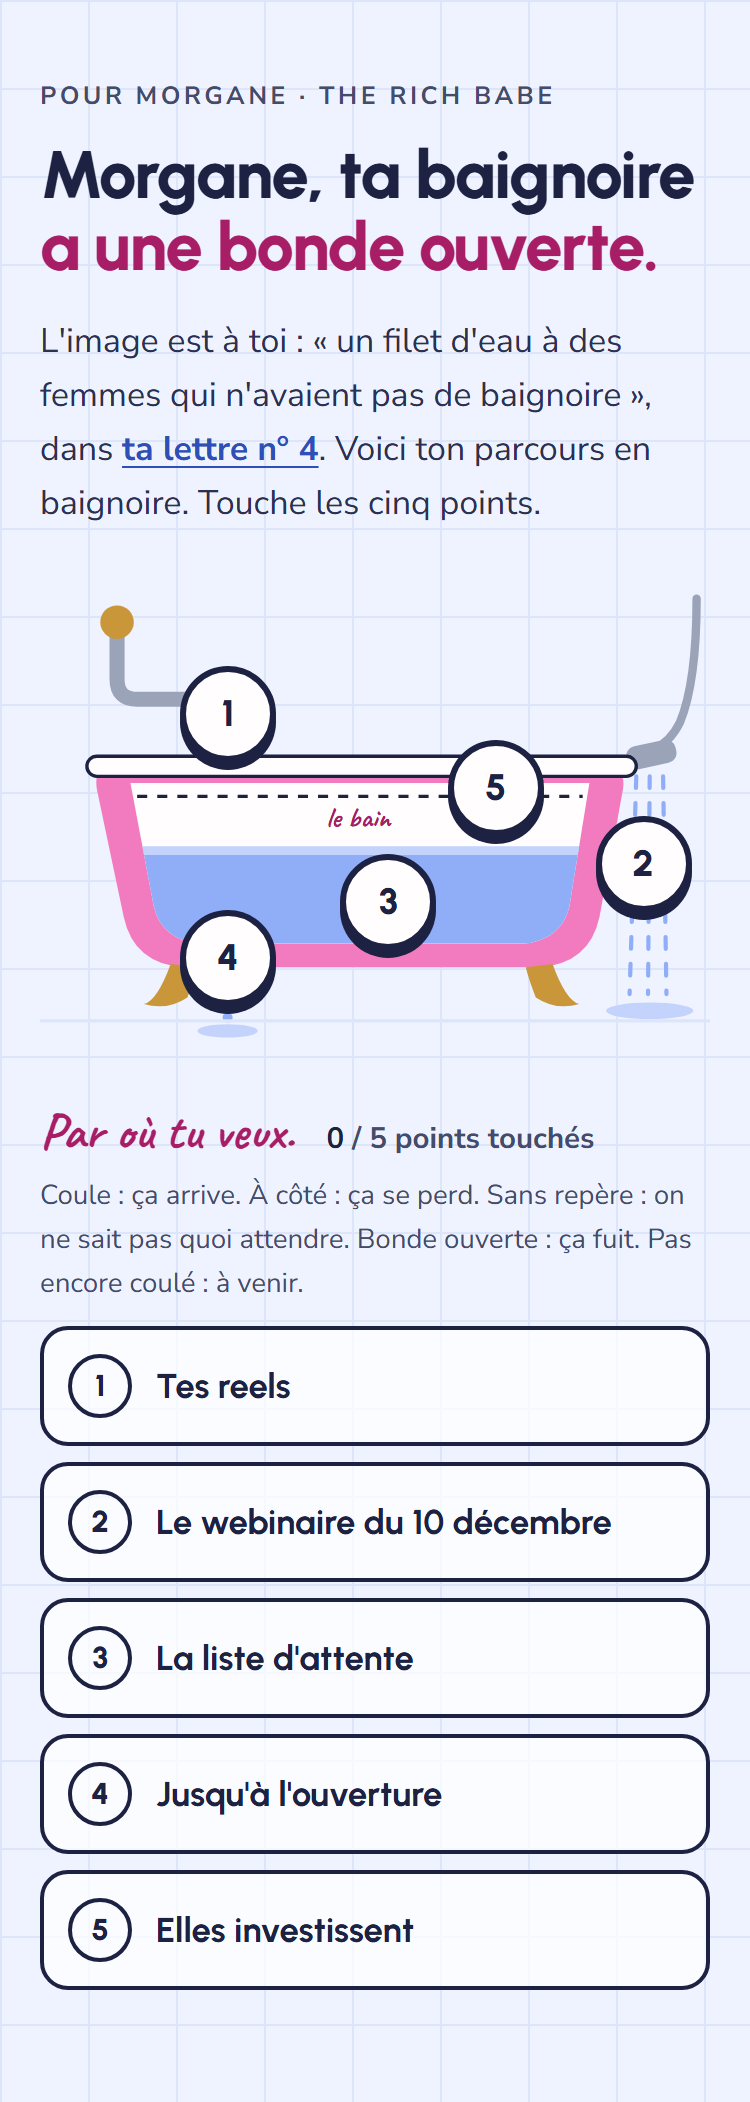 POUR MORGANE · THE RICH BABE
Morgane, ta baignoire
a une bonde ouverte.
L'image est à toi : « un filet d'eau à des
femmes qui n'avaient pas de baignoire »,
dans ta lettre n° 4. Voici ton parcours en
baignoire. Touche les cinq points.
1
5
le bain
2
3
4
Par où tu veux. 0 / 5 points touchés
Coule : ça arrive. À côté : ça se perd. Sans repère : on
ne sait pas quoi attendre. Bonde ouverte : ça fuit. Pas
encore coulé : à venir.
1 Tes reels
2 Le webinaire du 10 décembre
3 La liste d'attente
4 Jusqu'à l'ouverture
5 Elles investissent